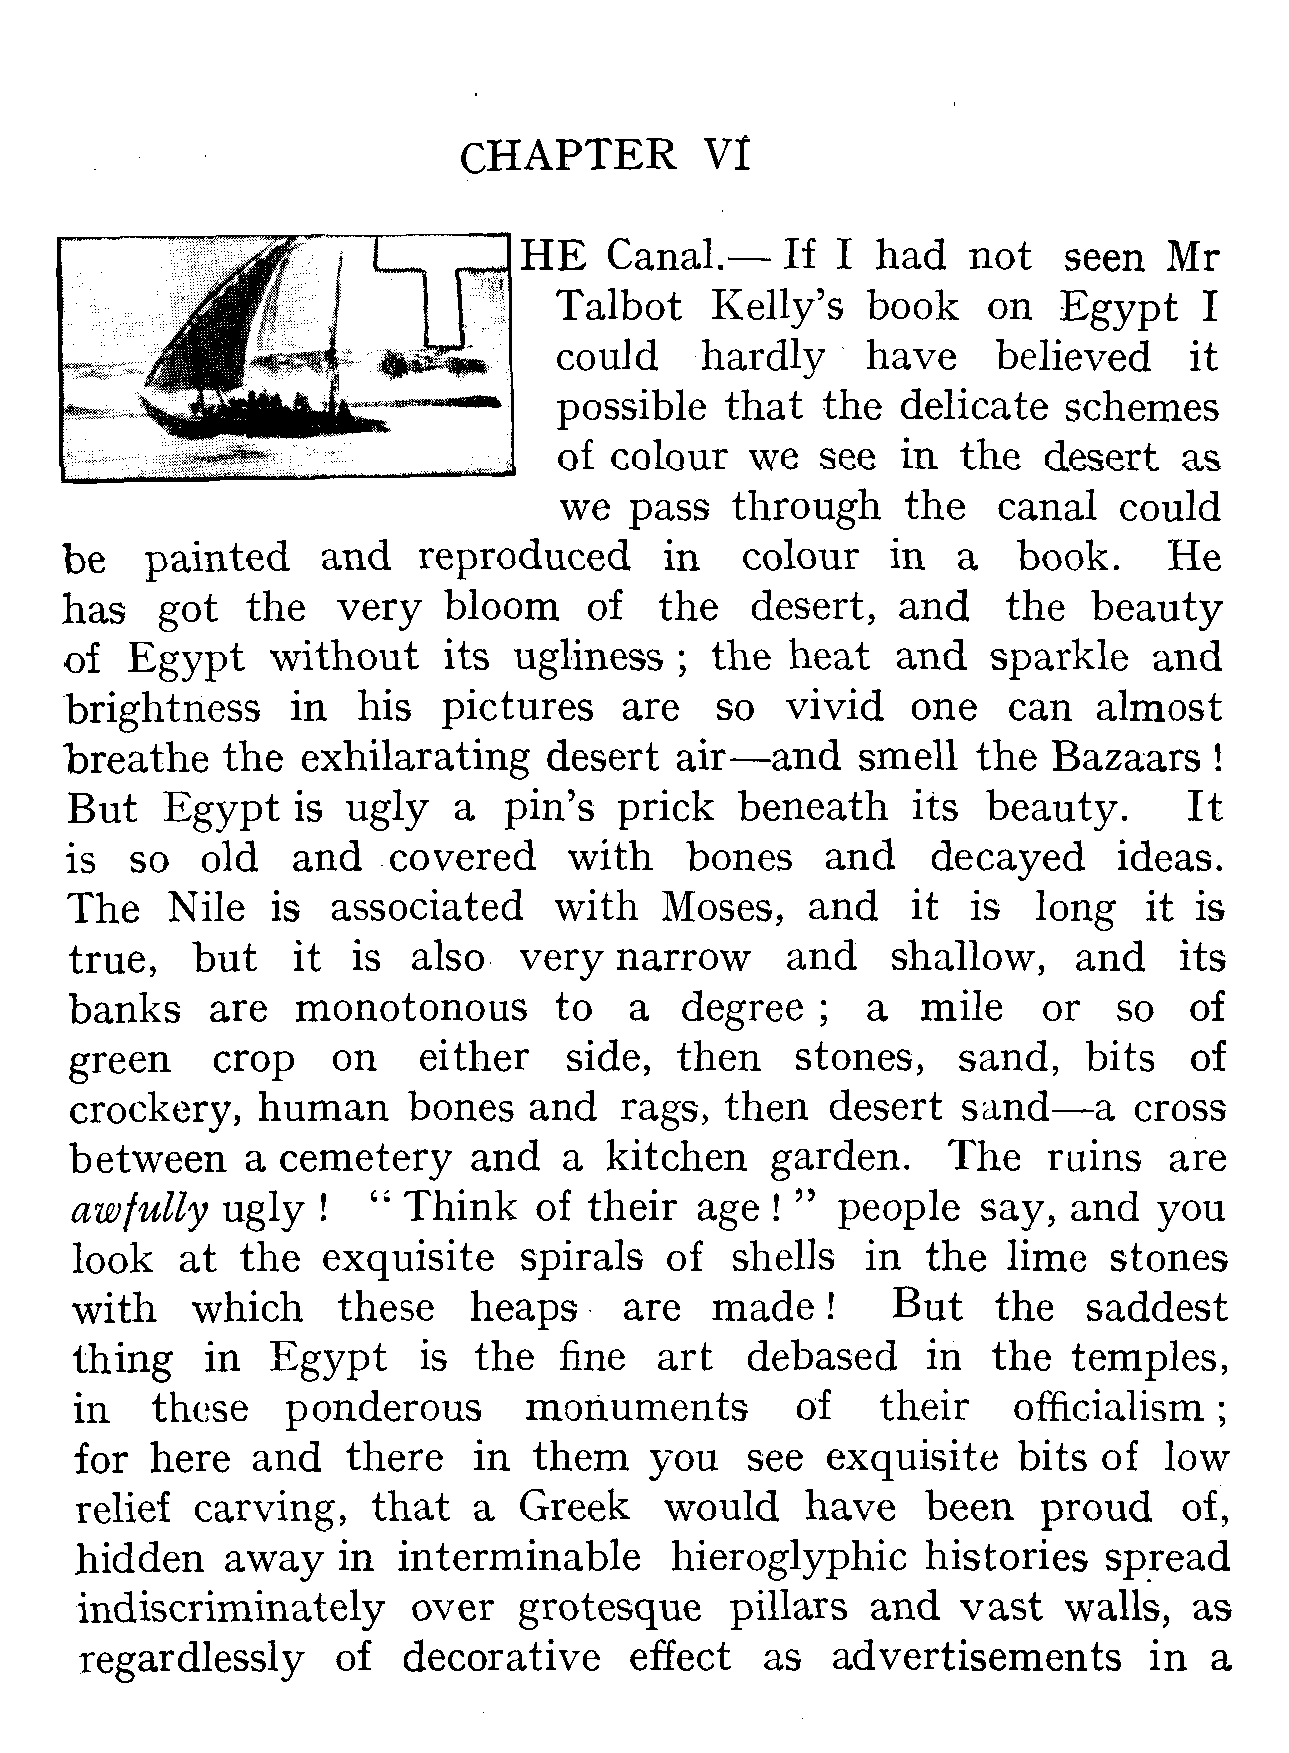 CHAPTER VI
THE Canal.— If I had not seen Mr
Talbot Kelly's book on Egypt I
could hardly have believed it
possible that the delicate schemes
of colour we see in the desert as
we pass through the canal could
be painted and reproduced in colour in a book. He
has got the very bloom of the desert, and the beauty
of Egypt without its ugliness ; the heat and sparkle and
brightness in his pictures are so vivid one can almost
breathe the exhilarating desert air—and smell the Bazaars !
But Egypt is ugly a pin's prick beneath its beauty. It
is so old and covered with bones and decayed ideas.
The Nile is associated with Moses, and it is long it is
true, but it is also very narrow and shallow, and its
banks are monotonous to a degree ; a mile or so of
green crop on either side, then stones, sand, bits of
crockery, human bones and rags, then desert sand—a cross
between a cemetery and a kitchen garden. The ruins are
awfully ugly ! “ Think of their age ! ” people say, and you
look at the exquisite spirals of shells in the lime stones
with which these heaps are made ! But the saddest
thing in Egypt is the fine art debased in the temples,
in these ponderous monuments of their officialism ;
for here and there in them you see exquisite bits of low
relief carving, that a Greek would have been proud of,
hidden away in interminable hieroglyphic histories spread
indiscriminately over grotesque pillars and vast walls, as
regardlessly of decorative effect as advertisements in a